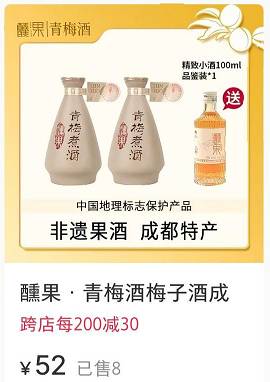 醺果 青梅酒
精致小酒100ml
品鉴装*1
送
青梅煮酒
青梅煮酒
中国地理标志保护产品
非遗果酒 成都特产
醺果·青梅酒梅子酒成
跨店每200减30
¥52 已售8